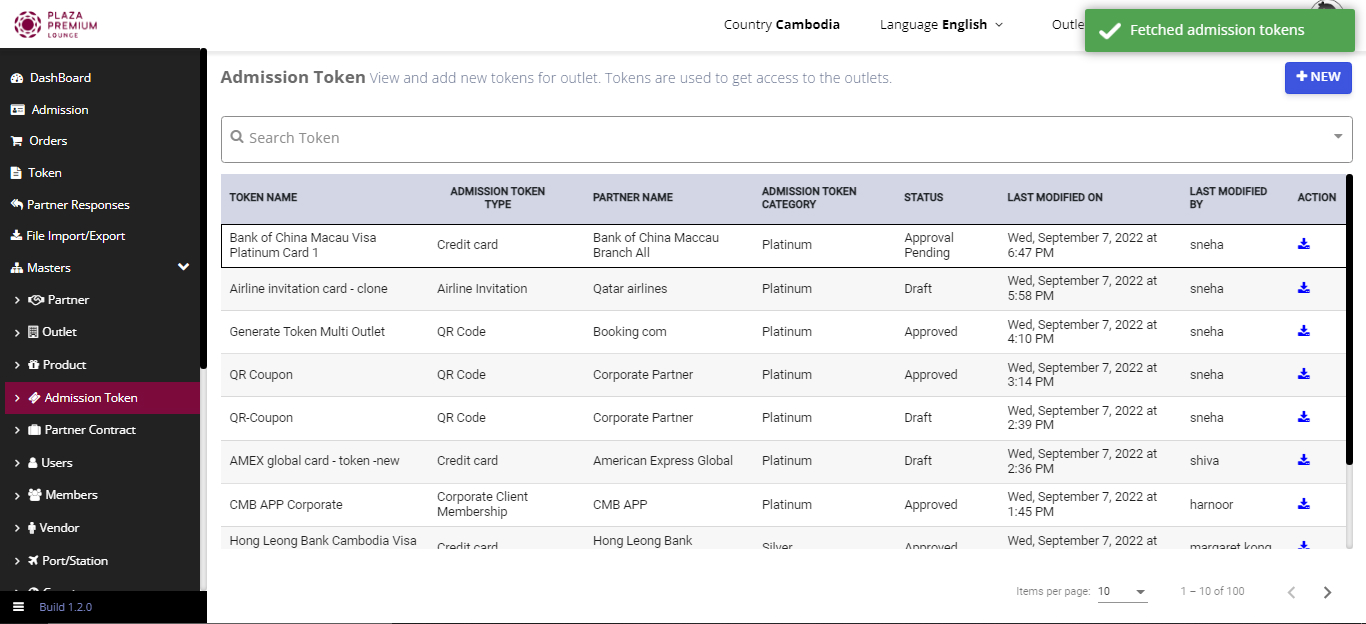 PLAZA
PREMIUM
LOUNGE
Country Cambodia
Language English
Outle
Fetched admission tokens
DashBoard
Admission
Orders
Token
Partner Responses
File Import/Export
Masters
Partner
Outlet
Product
Admission Token
Partner Contract
Users
Members
Vendor
Port/Station
Build 1.2.0
Admission Token View and add new tokens for outlet. Tokens are used to get access to the outlets.
NEW
Search Token
TOKEN NAME
ADMISSION TOKEN
TYPE
PARTNER NAME
ADMISSION TOKEN
CATEGORY
STATUS
LAST MODIFIED ON
LAST MODIFIED
BY
ACTION
Bank of China Macau Visa
Platinum Card 1
Credit card
Bank of China Maccau
Branch All
Platinum
Approval
Pending
Wed, September 7, 2022 at
6:47 PM
sneha
Airline invitation card - clone
Airline Invitation
Qatar airlines
Platinum
Draft
Wed, September 7, 2022 at
5:58 PM
sneha
Generate Token Multi Outlet
QR Code
Booking com
Platinum
Approved
Wed, September 7, 2022 at
4:10 PM
sneha
QR Coupon
QR Code
Corporate Partner
Platinum
Approved
Wed, September 7, 2022 at
3:14 PM
sneha
QR-Coupon
QR Code
Corporate Partner
Platinum
Draft
Wed, September 7, 2022 at
2:39 PM
sneha
AMEX global card - token -new
Credit card
American Express Global
Platinum
Draft
Wed, September 7, 2022 at
2:36 PM
shiva
CMB APP Corporate
Corporate Client
Membership
CMB APP
Platinum
Approved
Wed, September 7, 2022 at
1:45 PM
harnoor
Hong Leong Bank Cambodia Visa
Credit card
Hong Leong Bank
Silver
Approved
Wed, September 7, 2022 at
margaret kong
Items per page: 10
1 – 10 of 100